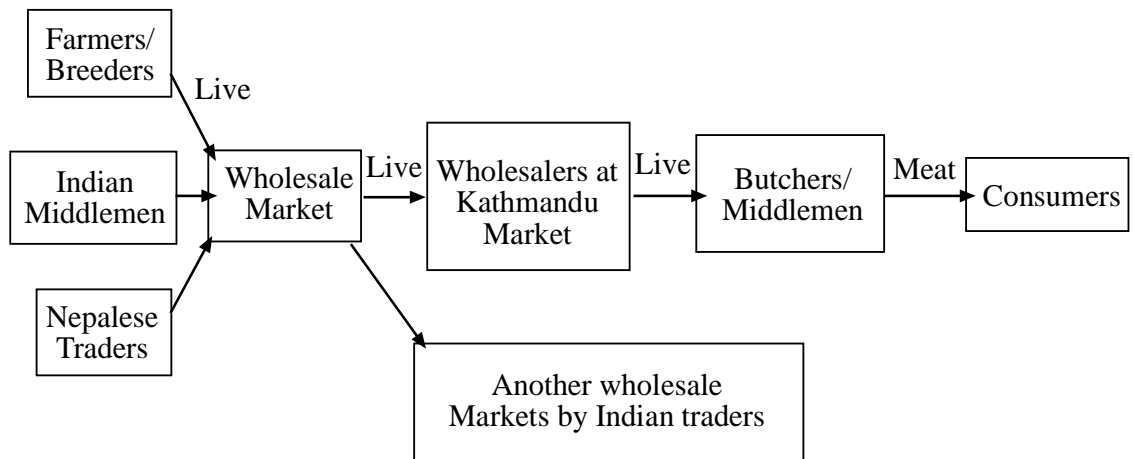 Farmers/
Breeders
Live
Indian
Middlemen
Wholesale
Market
Live
Wholesalers at
Kathmandu
Market
Live
Butchers/
Middlemen
Meat
Consumers
Nepalese
Traders
Another wholesale
Markets by Indian traders